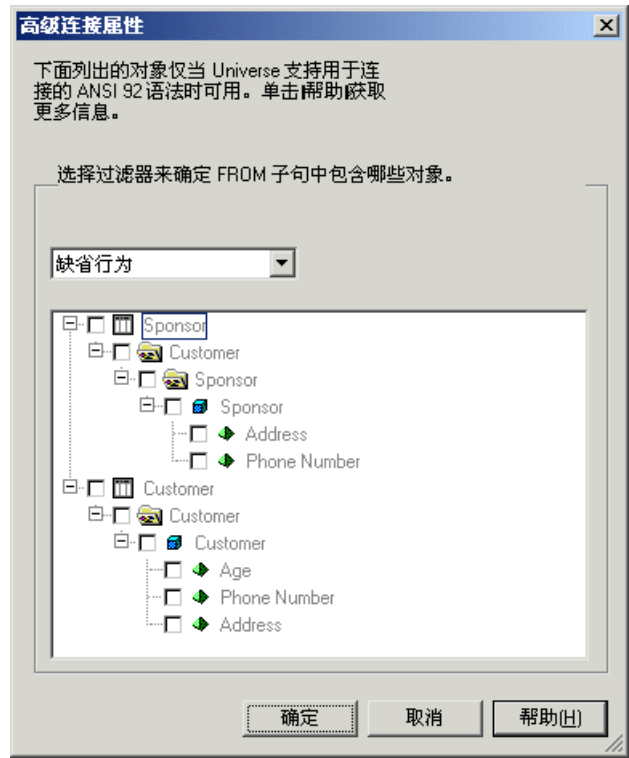 高级连接属性
下面列出的对象仅当 Universe 支持用于连
接的 ANSI 92 语法时可用。单击|帮助|获取
更多信息。
选择过滤器来确定 FROM 子句中包含哪些对象。
缺省行为
Sponsor
Customer
Sponsor
Sponsor
Address
Phone Number
Customer
Customer
Customer
Age
Phone Number
Address
确定 取消 帮助(H)